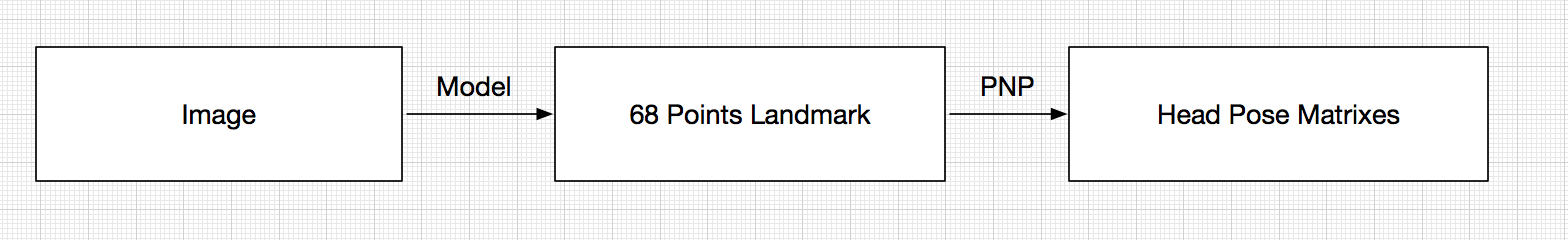 Image
Model
68 Points Landmark
PNP
Head Pose Matrixes